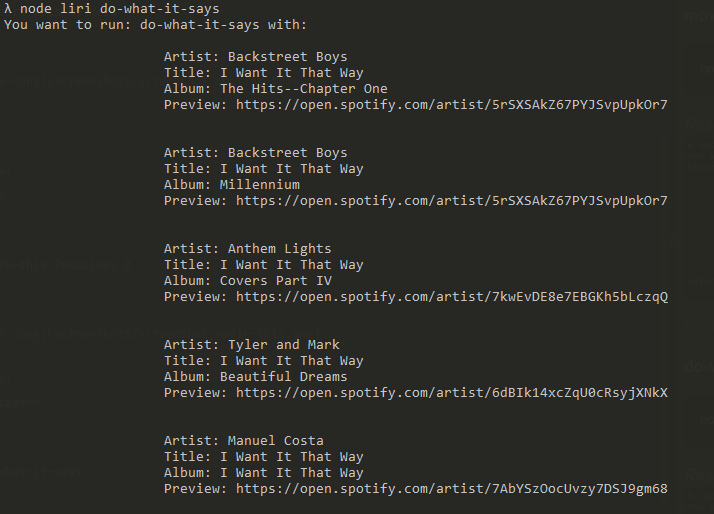 λ node liri do-what-it-says
You want to run: do-what-it-says with:
Artist: Backstreet Boys
Title: I Want It That Way
Album: The Hits--Chapter One
Preview: https://open.spotify.com/artist/5rSXSAkZ67PYJSvpUpkOr7
Artist: Backstreet Boys
Title: I Want It That Way
Album: Millennium
Preview: https://open.spotify.com/artist/5rSXSAkZ67PYJSvpUpkOr7
Artist: Anthem Lights
Title: I Want It That Way
Album: Covers Part IV
Preview: https://open.spotify.com/artist/7kwEvDE8e7EBGKh5bLczqQ
Artist: Tyler and Mark
Title: I Want It That Way
Album: Beautiful Dreams
Preview: https://open.spotify.com/artist/6dBIk14xcZqU0cRsyjXNkX
Artist: Manuel Costa
Title: I Want It That Way
Album: I Want It That Way
Preview: https://open.spotify.com/artist/7AbYSzOocUvzy7DSJ9gm68